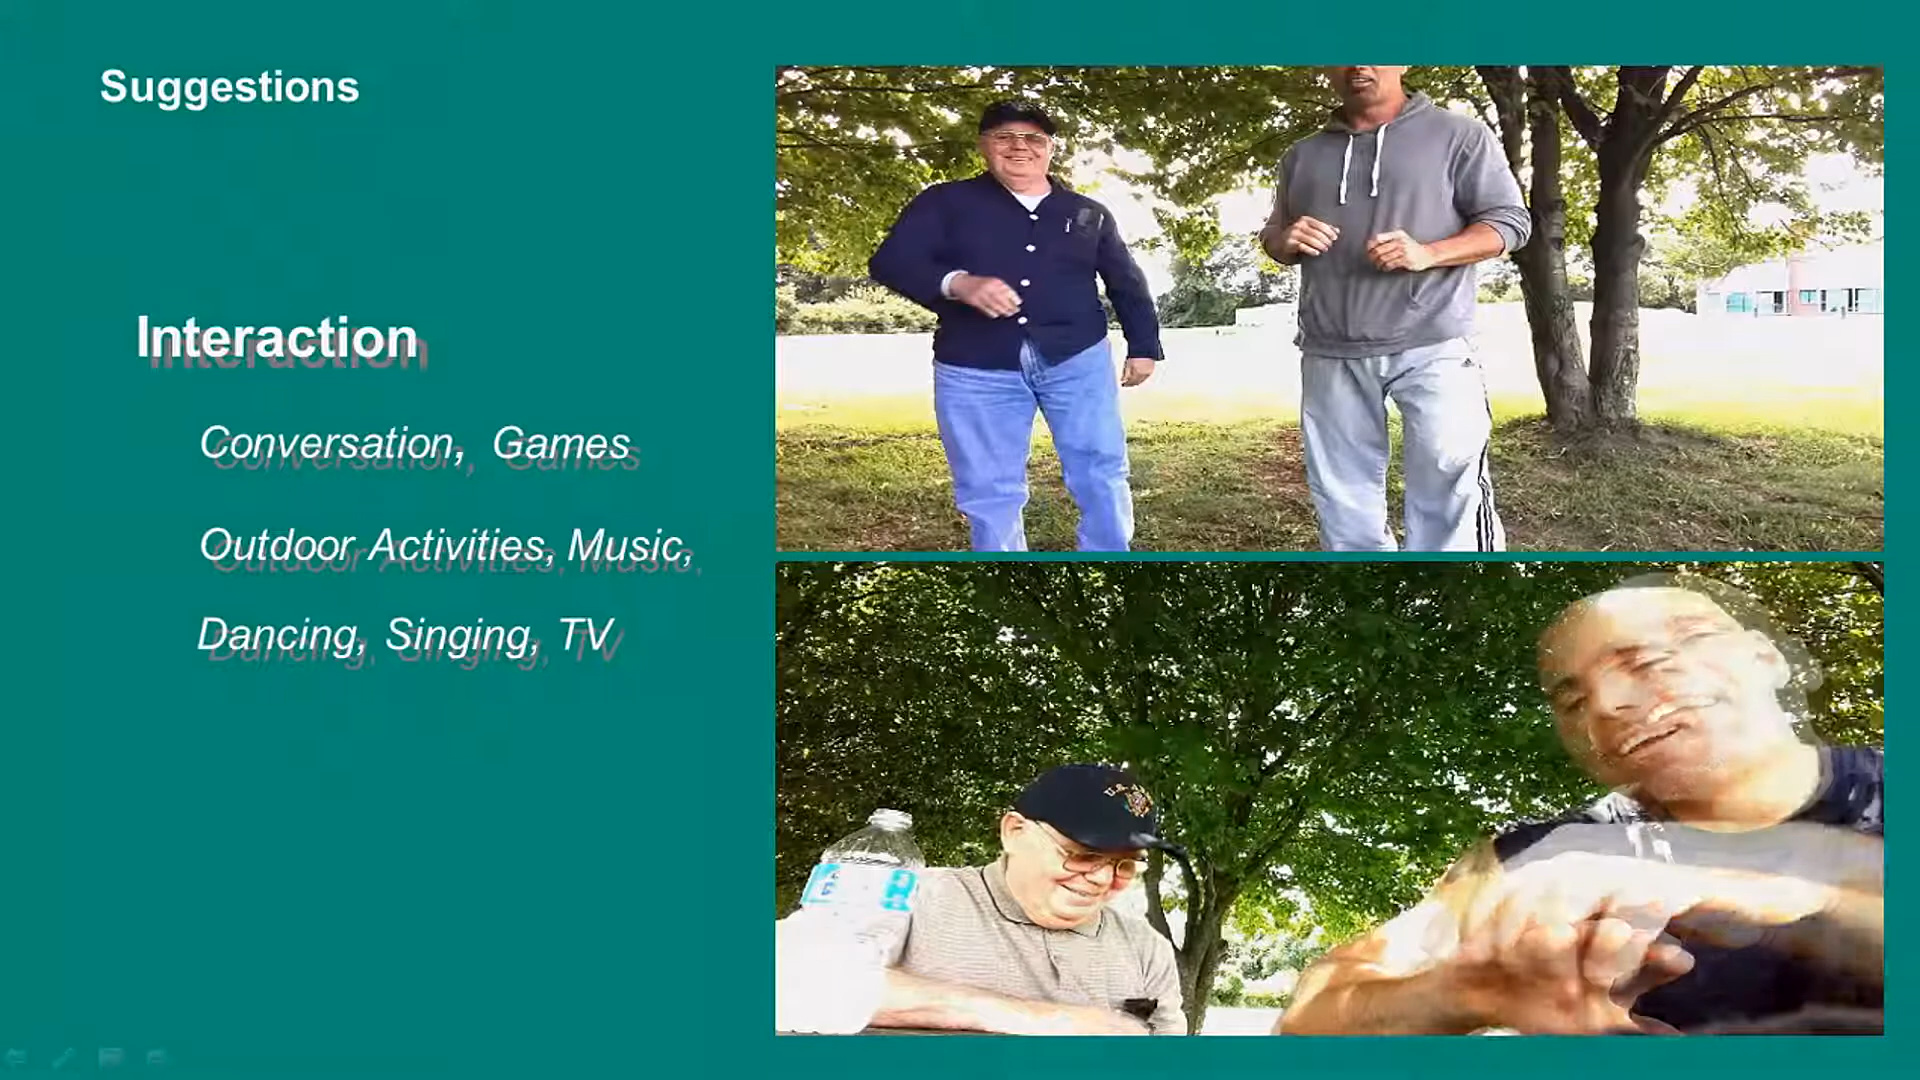 Suggestions
Interaction
Conversation, Games
Outdoor Activities, Music,
Dancing, Singing, TV